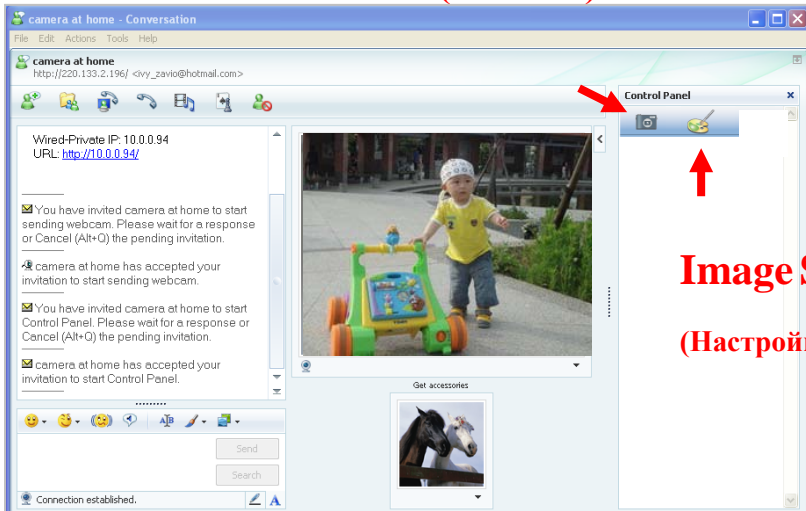 camera at home - Conversation
File Edit Actions Tools Help
camera at home
http://220.133.2.196/ <ivy_zavio@hotmail.com>
Control Panel
Wired-Private IP: 10.0.0.94
URL: http://10.0.0.94/
You have invited camera at home to start
sending webcam. Please wait for a response
or Cancel (Alt+Q) the pending invitation.
camera at home has accepted your
invitation to start sending webcam.
You have invited camera at home to start
Control Panel. Please wait for a response or
Cancel (Alt+Q) the pending invitation.
camera at home has accepted your
invitation to start Control Panel.
Get accessories
Send
Search
Connection established.
Image S
(Настрой